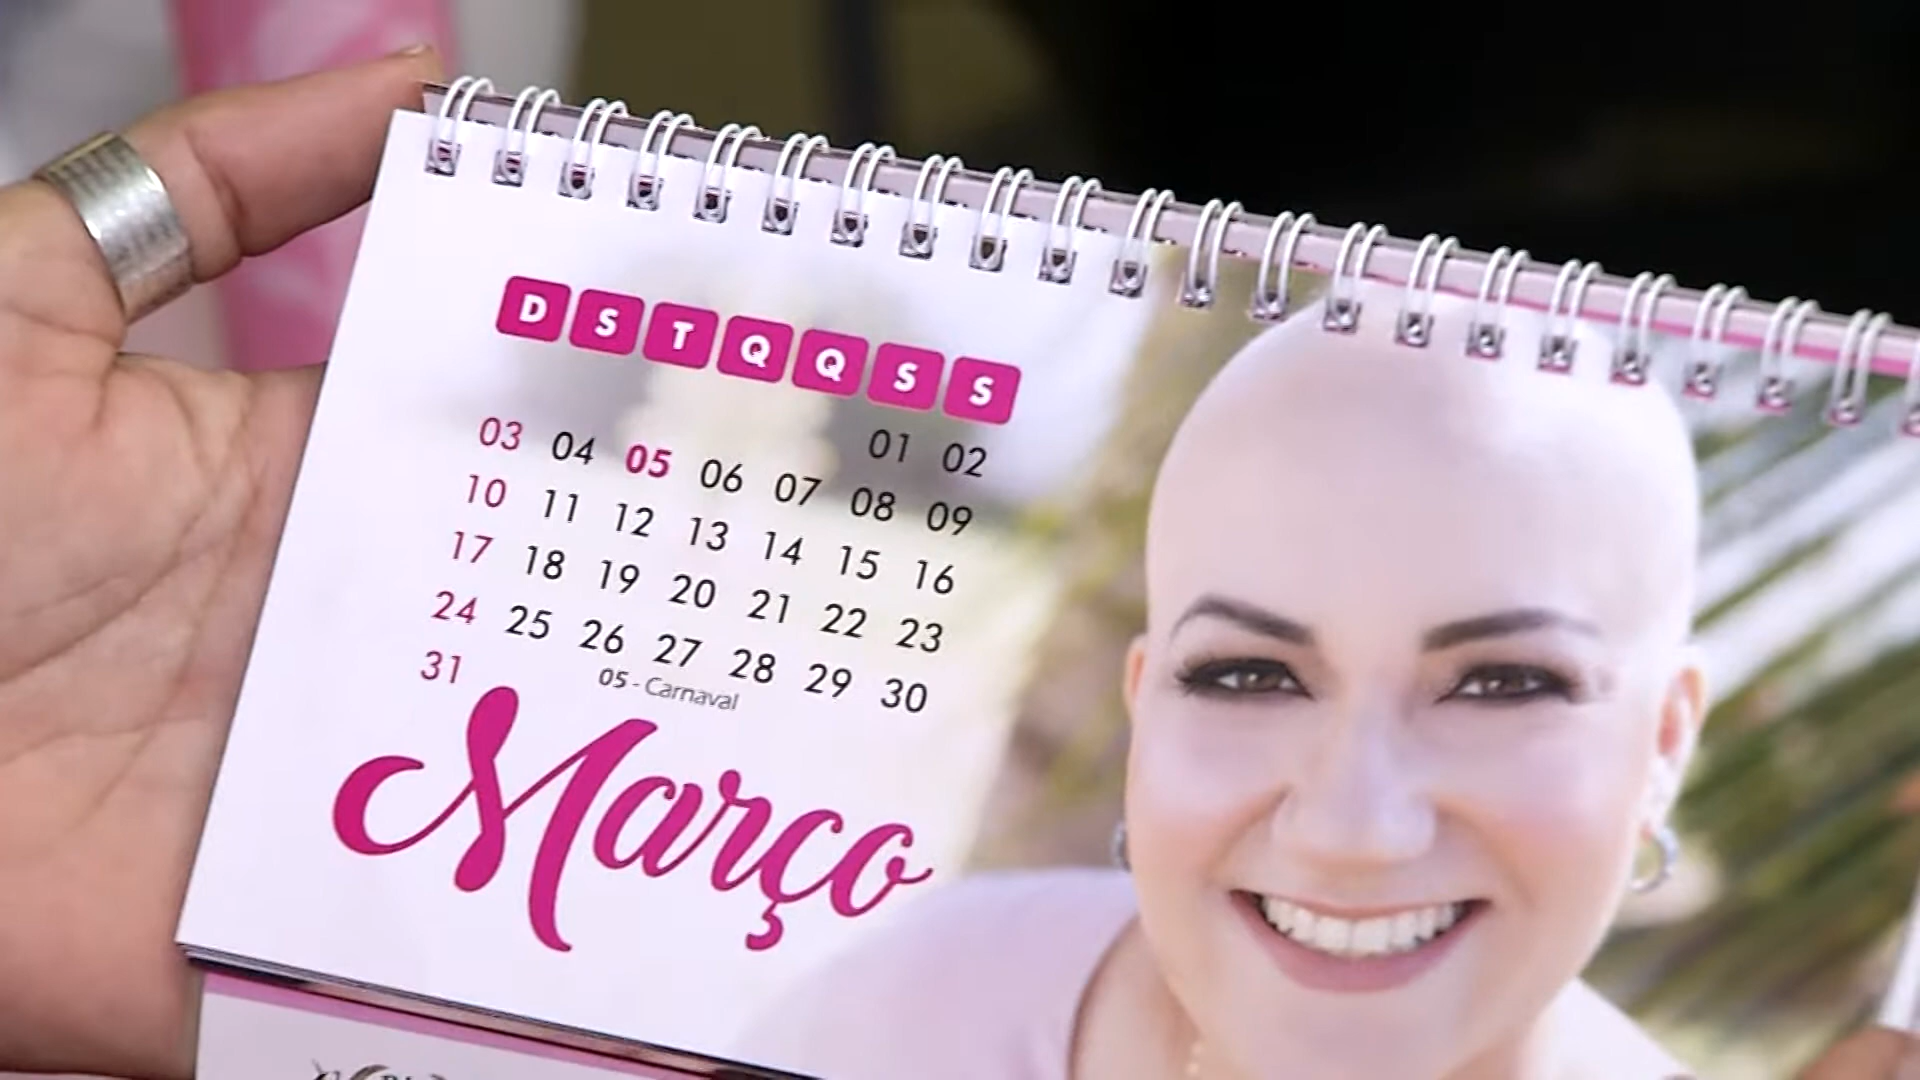 D S T Q Q S S
01 02
03 04 05 06 07 08 09
10 11 12 13 14 15 16
17 18 19 20 21 22 23
24 25 26 27 28 29 30
31
05 - Carnaval
Março